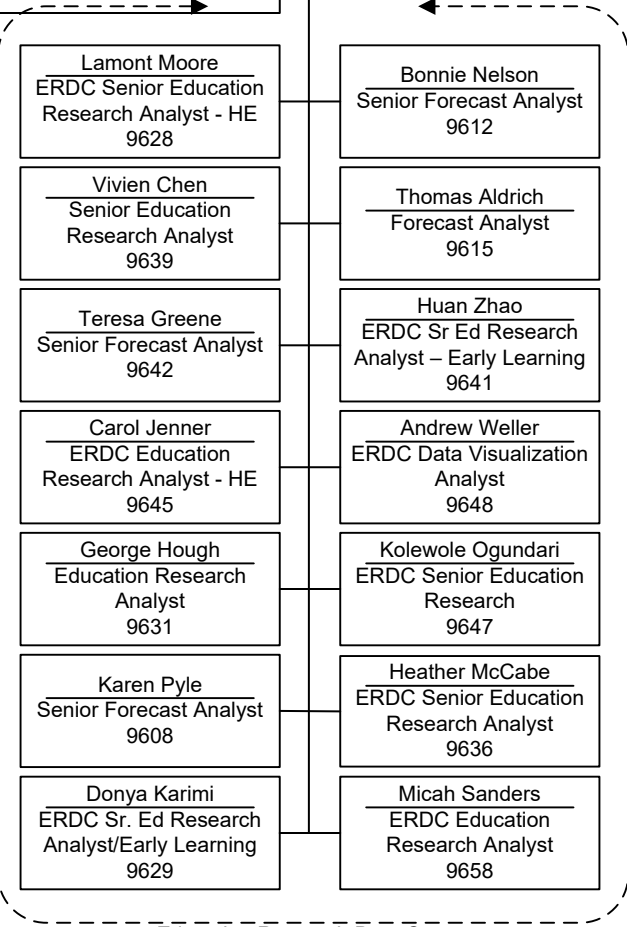 Lamont Moore
ERDC Senior Education
Research Analyst - HE
9628
Bonnie Nelson
Senior Forecast Analyst
9612
Vivien Chen
Senior Education
Research Analyst
9639
Thomas Aldrich
Forecast Analyst
9615
Teresa Greene
Senior Forecast Analyst
9642
Huan Zhao
ERDC Sr Ed Research
Analyst – Early Learning
9641
Carol Jenner
ERDC Education
Research Analyst - HE
9645
Andrew Weller
ERDC Data Visualization
Analyst
9648
George Hough
Education Research
Analyst
9631
Kolewole Ogundari
ERDC Senior Education
Research
9647
Karen Pyle
Senior Forecast Analyst
9608
Heather McCabe
ERDC Senior Education
Research Analyst
9636
Donya Karimi
ERDC Sr. Ed Research
Analyst/Early Learning
9629
Micah Sanders
ERDC Education
Research Analyst
9658